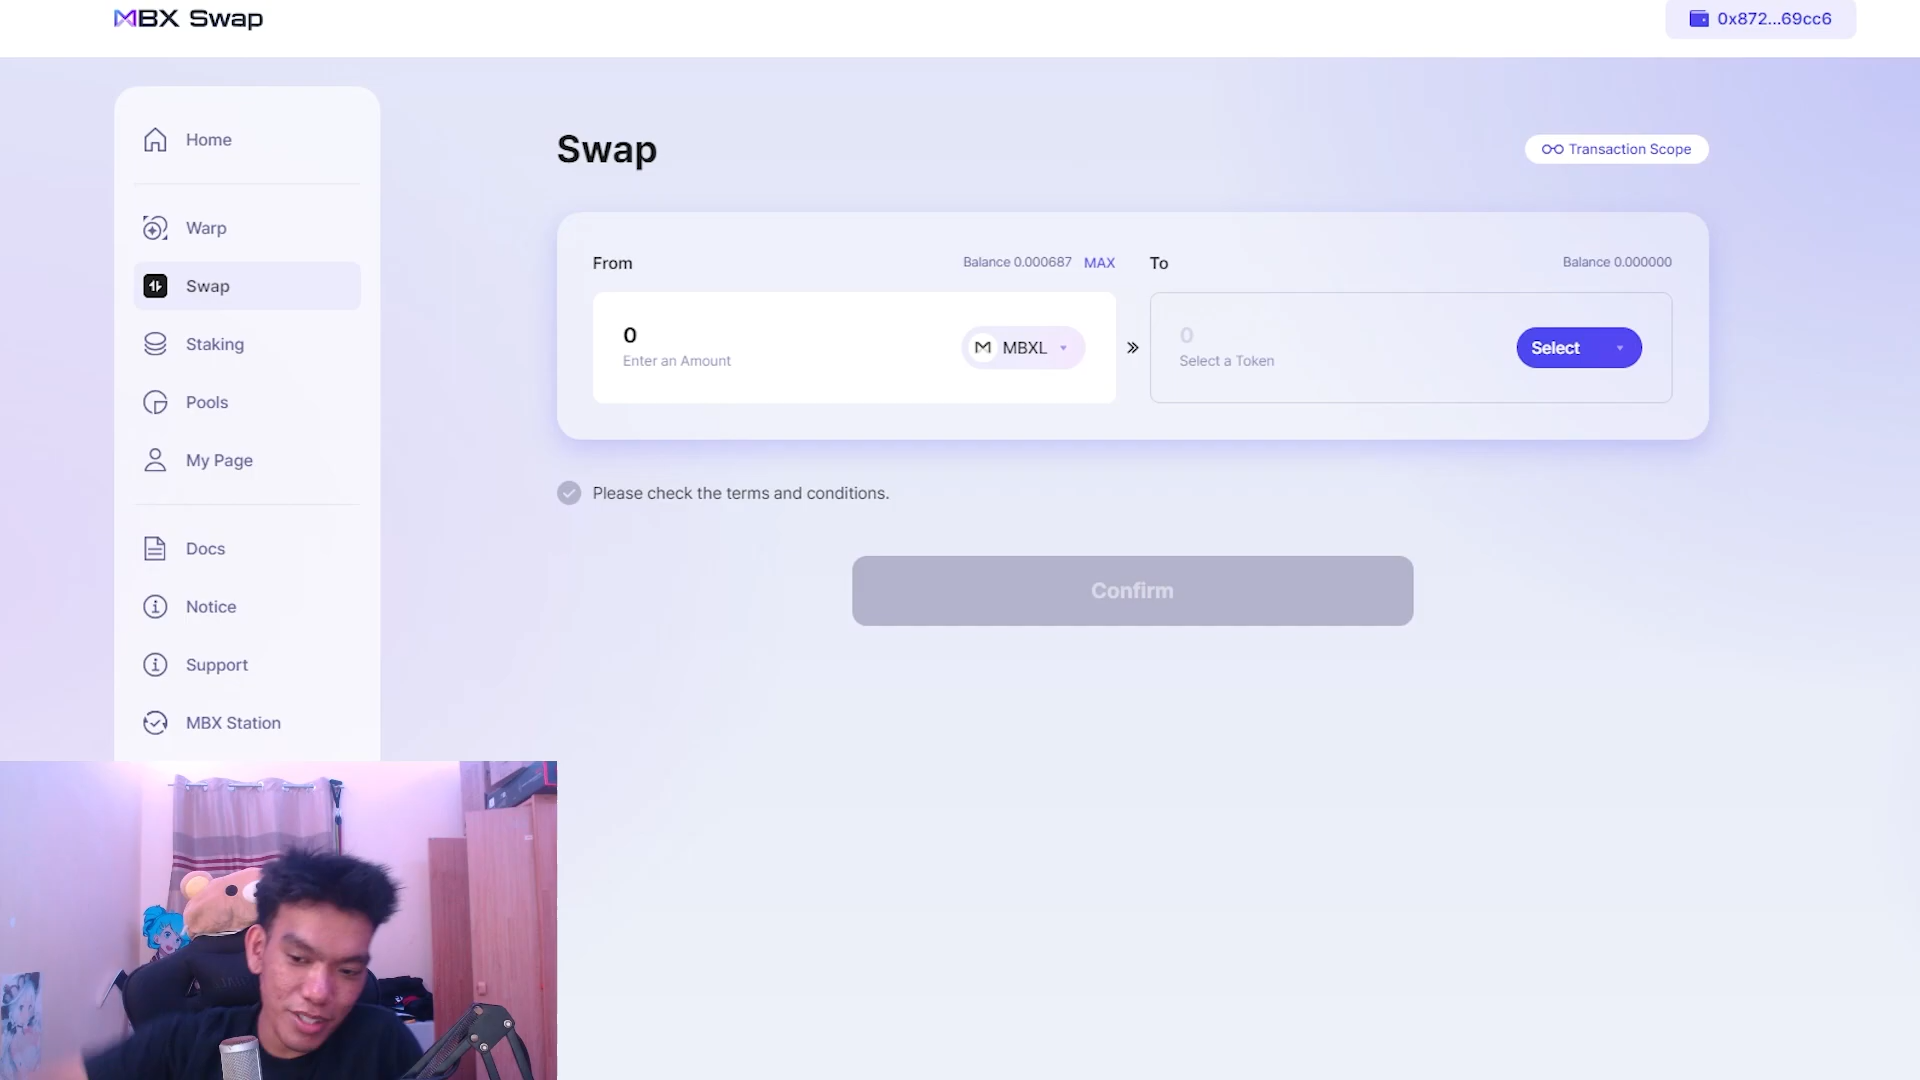 MBX Swap
0x872...69cc6
Home
Warp
Swap
Staking
Pools
My Page
Docs
Notice
Support
MBX Station
Swap
Transaction Scope
From
Balance 0.000687 MAX
0
Enter an Amount
MBXL
To
Balance 0.000000
0
Select a Token
Select
Please check the terms and conditions.
Confirm